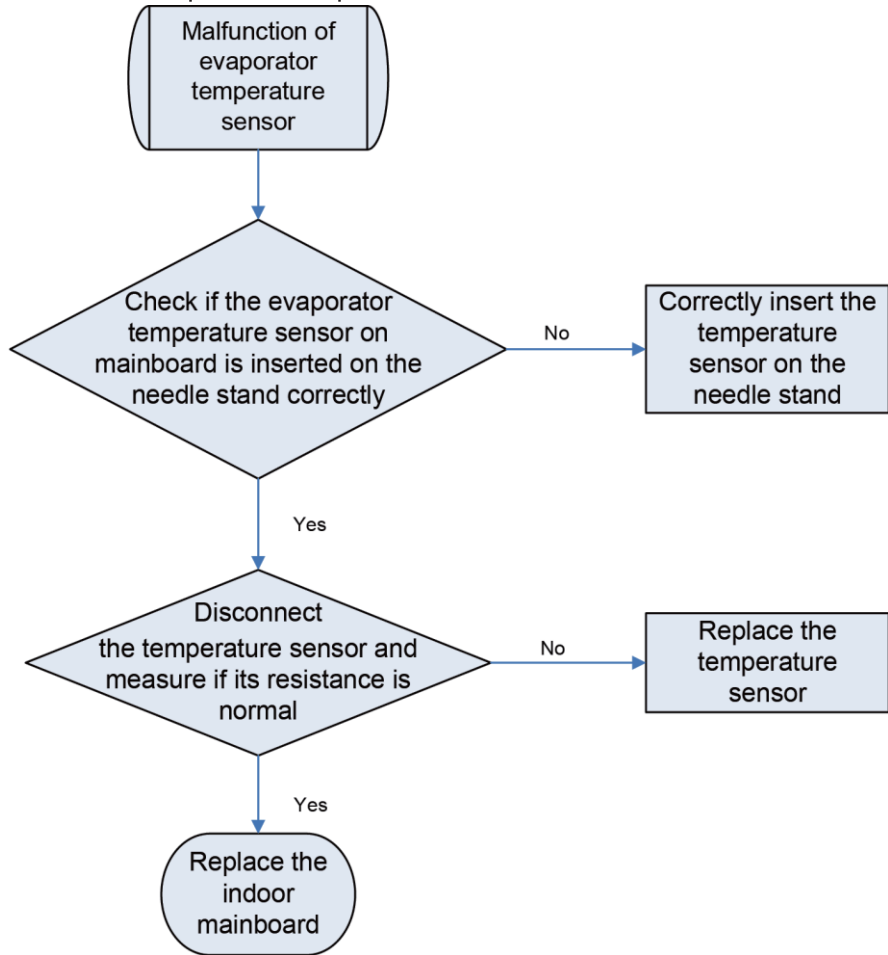 Malfunction of
evaporator
temperature
sensor
Check if the evaporator
temperature sensor on
mainboard is inserted on the
needle stand correctly
No
Correctly insert the
temperature
sensor on the
needle stand
Yes
Disconnect
the temperature sensor and
measure if its resistance is
normal
No
Replace the
temperature
sensor
Yes
Replace the
indoor
mainboard